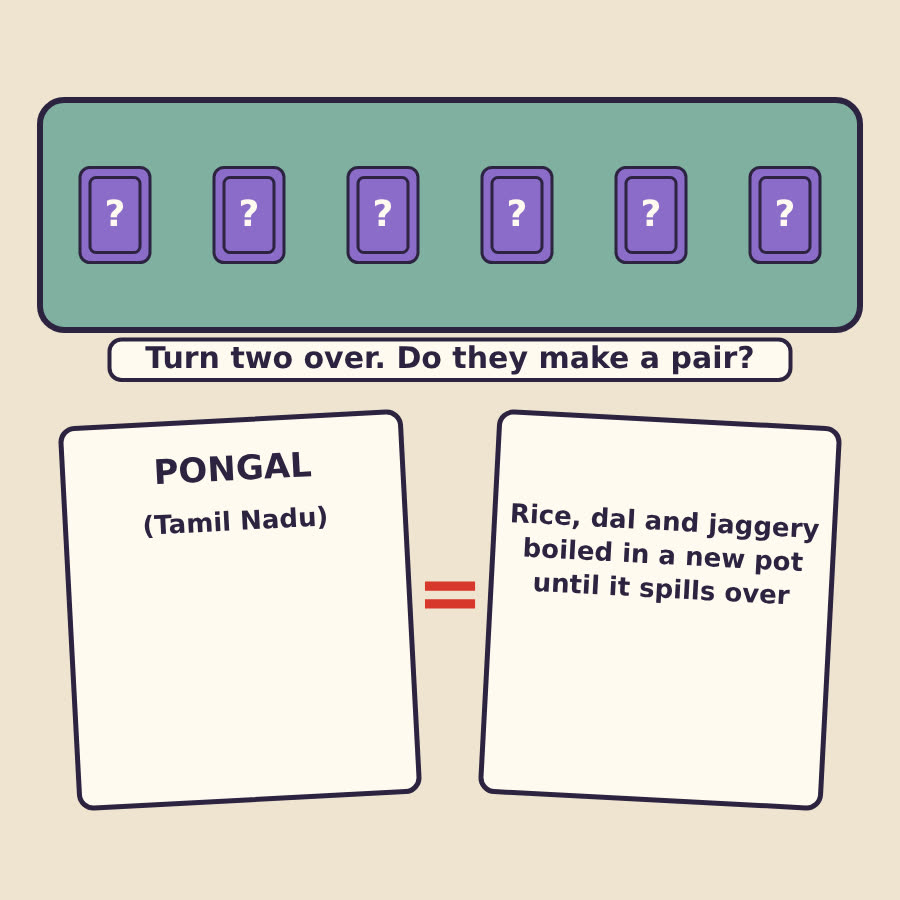 ? ? ? ? ? ?
Turn two over. Do they make a pair?
PONGAL
(Tamil Nadu)
=
Rice, dal and jaggery
boiled in a new pot
until it spills over